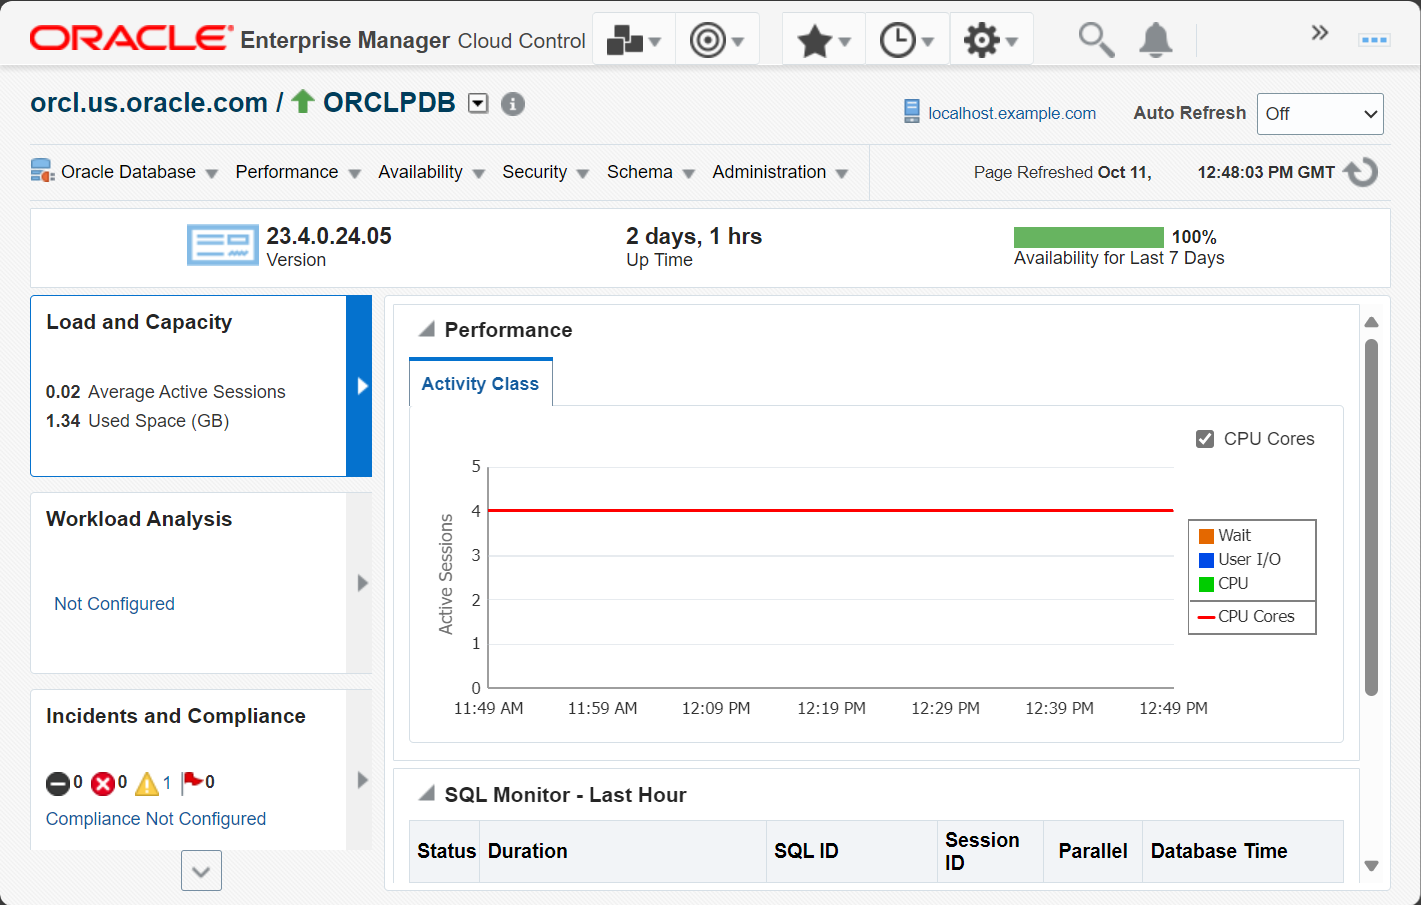 ORACLE Enterprise Manager Cloud Control
orcl.us.oracle.com / ORCLPDB
localhost.example.com Auto Refresh Off
Oracle Database Performance Availability Security Schema Administration Page Refreshed Oct 11, 12:48:03 PM GMT
23.4.0.24.05
Version
2 days, 1 hrs
Up Time
100%
Availability for Last 7 Days
Load and Capacity
0.02 Average Active Sessions
1.34 Used Space (GB)
Workload Analysis
Not Configured
Incidents and Compliance
0 0 1 0
Compliance Not Configured
Performance
Activity Class
CPU Cores
Active Sessions
5
4
3
2
1
0
11:49 AM 11:59 AM 12:09 PM 12:19 PM 12:29 PM 12:39 PM 12:49 PM
Wait
User I/O
CPU
CPU Cores
SQL Monitor - Last Hour
Status Duration SQL ID Session ID Parallel Database Time